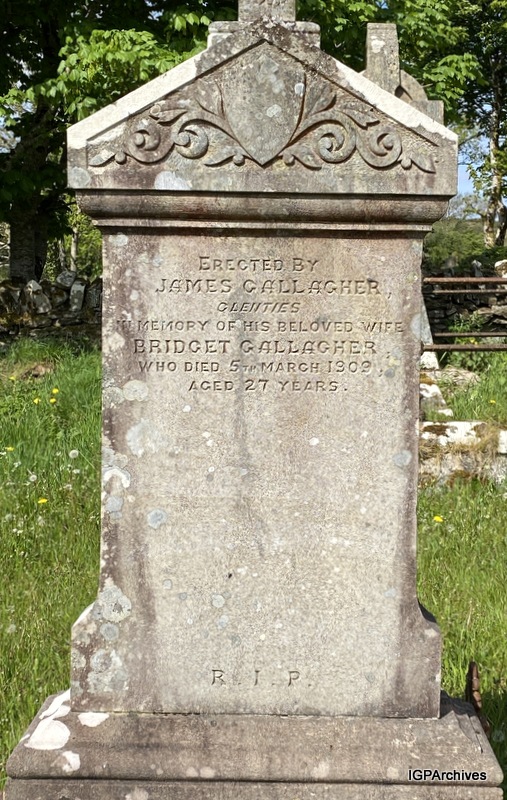 ERECTED BY
JAMES GALLAGHER,
GLENTIES
IN MEMORY OF HIS BELOVED WIFE
BRIDGET GALLAGHER
WHO DIED 5TH MARCH 1909,
AGED 27 YEARS.
R.I.P.
IGPArchives